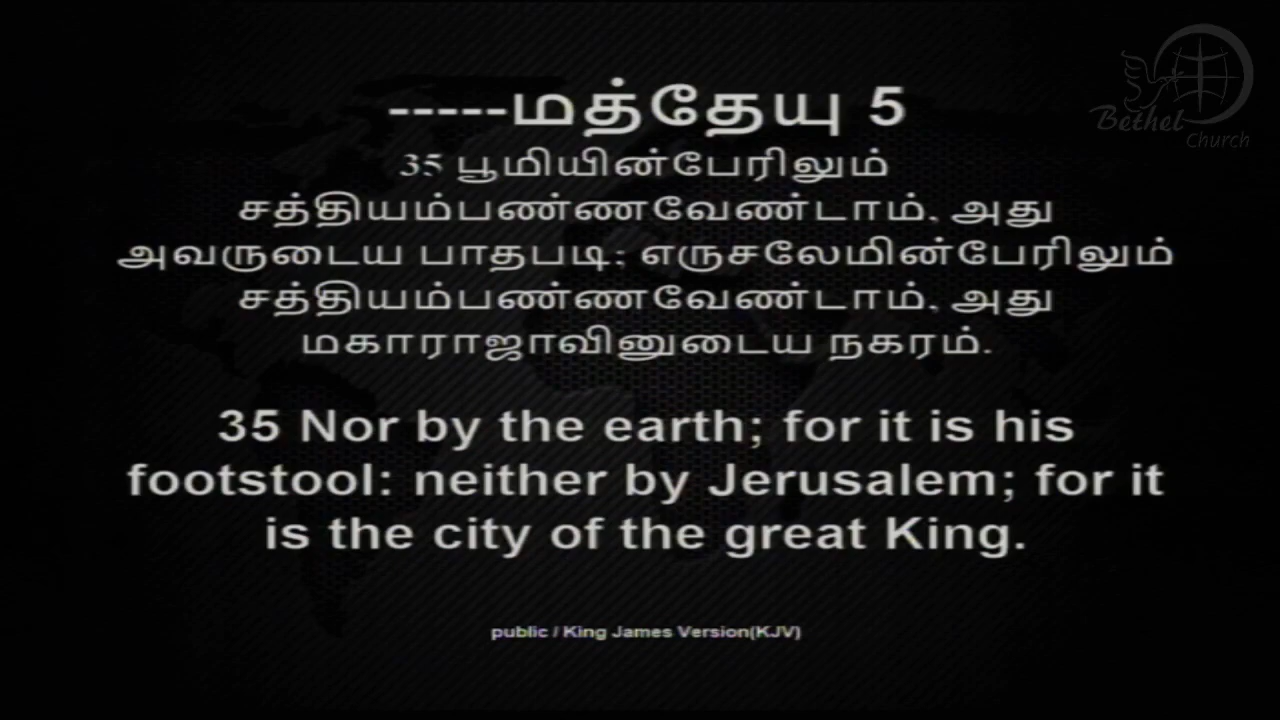 -----மத்தேயு 5
35 பூமியின்பேரிலும்
சத்தியம்பண்ணவேண்டாம், அது
அவருடைய பாதபடி; எருசலேமின்பேரிலும்
சத்தியம்பண்ணவேண்டாம், அது
மகாராஜாவினுடைய நகரம்.
35 Nor by the earth; for it is his
footstool: neither by Jerusalem; for it
is the city of the great King.
public / King James Version(KJV)
Bethel
Church